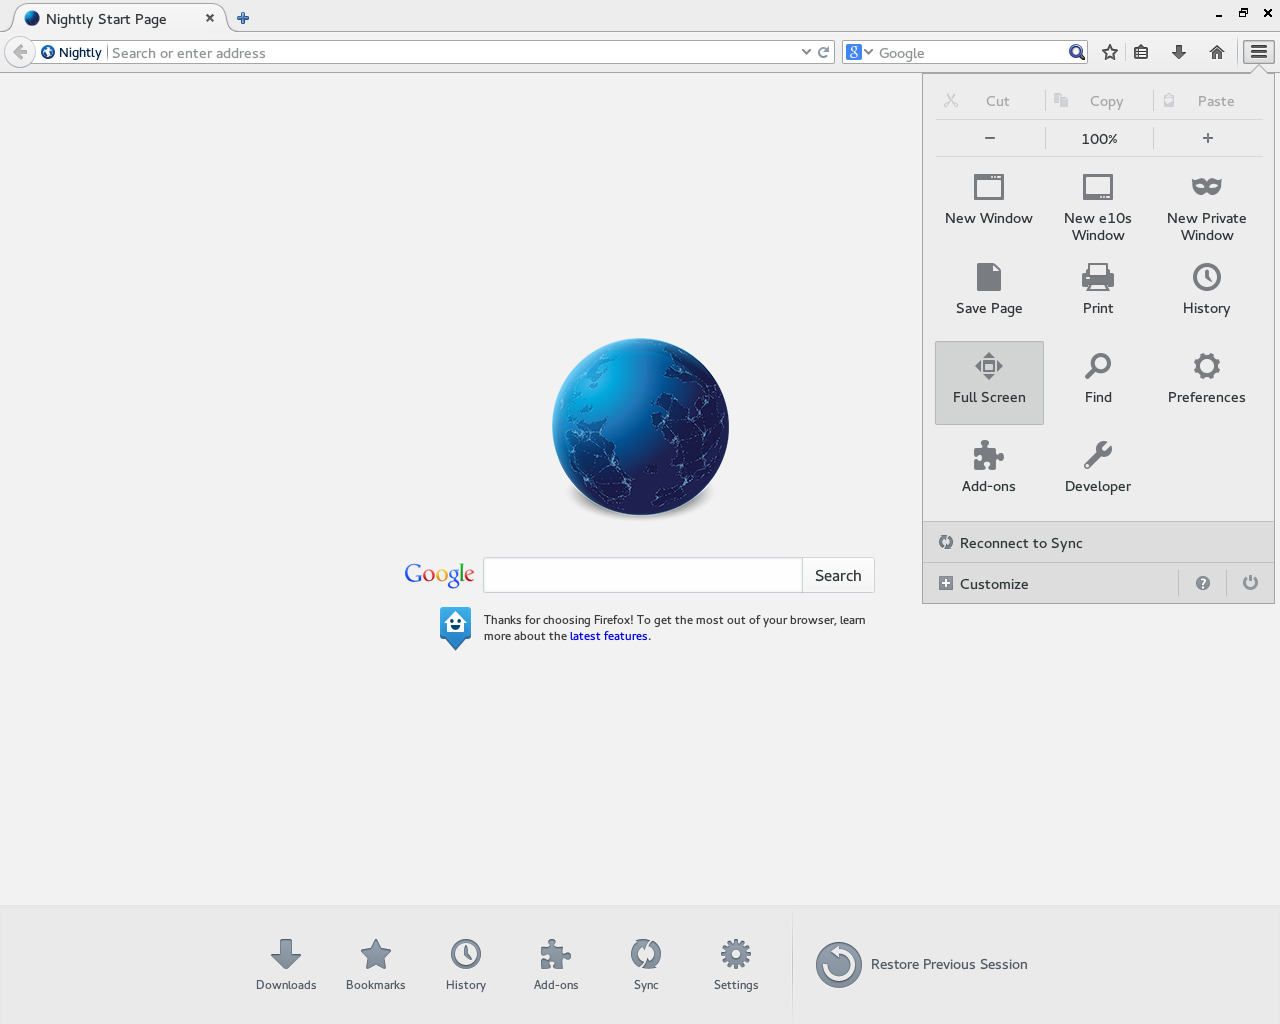 Nightly Start Page
Nightly
Search or enter address
8
Google
Cut
Copy
Paste
100%
New Window
New e10s
Window
New Private
Window
Save Page
Print
History
Full Screen
Find
Preferences
Add-ons
Developer
Reconnect to Sync
Customize
?
Google
Search
Thanks for choosing Firefox! To get the most out of your browser, learn
more about the latest features.
Downloads
Bookmarks
History
Add-ons
Sync
Settings
Restore Previous Session